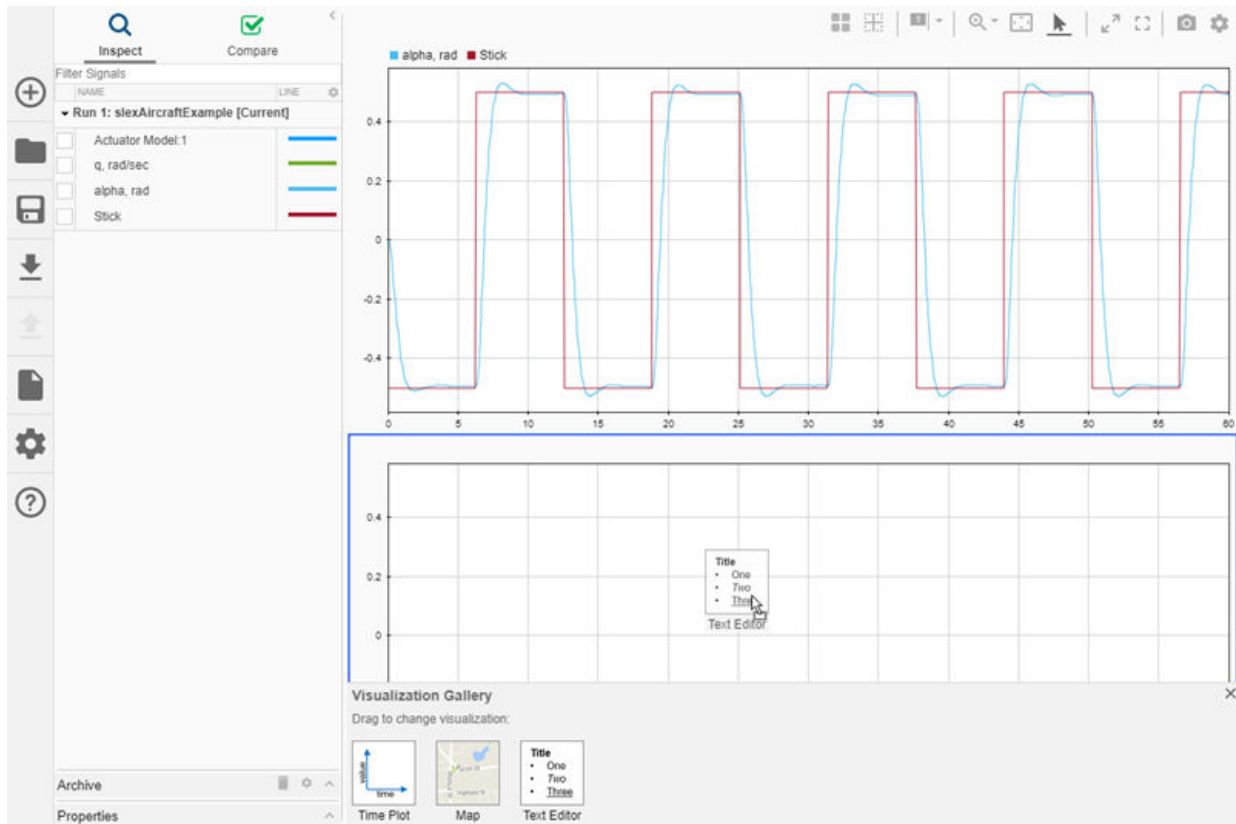 Inspect
Compare
Filter Signals
NAME LINE
Run 1: slexAircraftExample [Current]
Actuator Model:1
q, rad/sec
alpha, rad
Stick
Archive
Properties
1
alpha, rad Stick
0.4
0.2
0
-0.2
-0.4
0 5 10 15 20 25 30 35 40 45 50 55 60
0.4
0.2
0
Title
• One
• Two
• Three
Text Editor
Visualization Gallery
Drag to change visualization:
value
time
Time Plot
Map
Title
• One
• Two
• Three
Text Editor